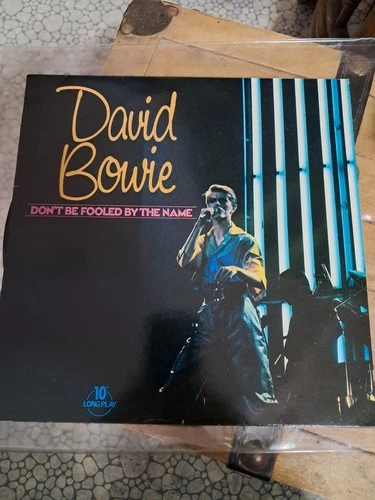 David
Bowie
DON'T BE FOOLED BY THE NAME
10"
LONG PLAY